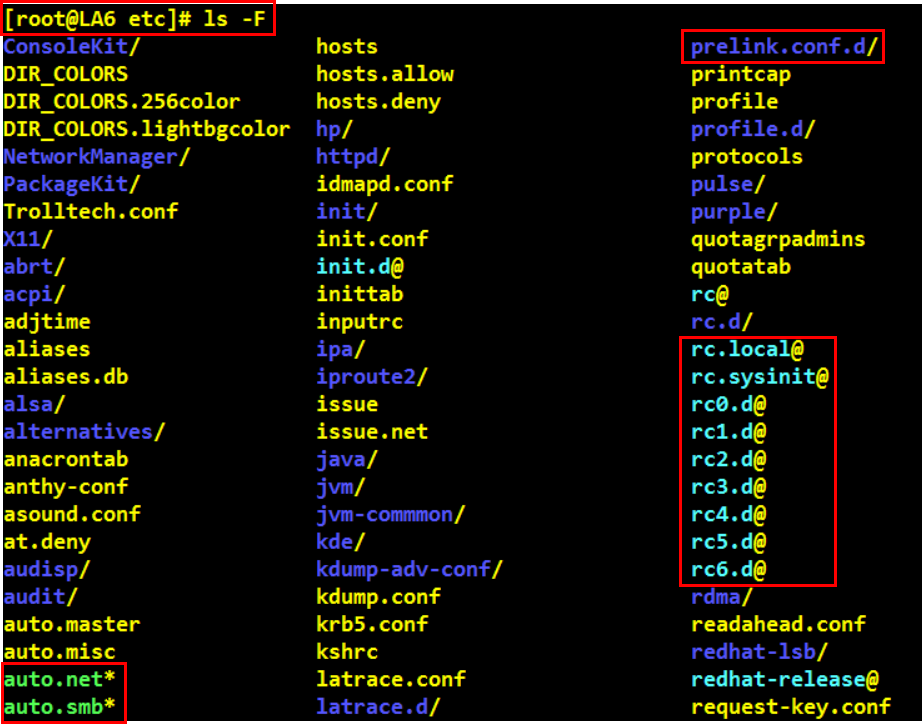 [root@LA6 etc]# ls -F
ConsoleKit/ hosts prelink.conf.d/
DIR_COLORS hosts.allow printcap
DIR_COLORS.256color hosts.deny profile
DIR_COLORS.lightbgcolor hp/ profile.d/
NetworkManager/ httpd/ protocols
PackageKit/ idmapd.conf pulse/
Trolltech.conf init/ purple/
X11/ init.conf quotagrpadmins
abrt/ init.d@ quotatab
acpi/ inittab rc@
adjtime inputrc rc.d/
aliases ipa/ rc.local@
aliases.db iproute2/ rc.sysinit@
alsa/ issue rc0.d@
alternatives/ issue.net rc1.d@
anacrontab java/ rc2.d@
anthy-conf jvm/ rc3.d@
asound.conf jvm-commmon/ rc4.d@
at.deny kde/ rc5.d@
audisp/ kdump-adv-conf/ rc6.d@
audit/ kdump.conf rdma/
auto.master krb5.conf readahead.conf
auto.misc kshrc redhat-lsb/
auto.net* latrace.conf redhat-release@
auto.smb* latrace.d/ request-key.conf